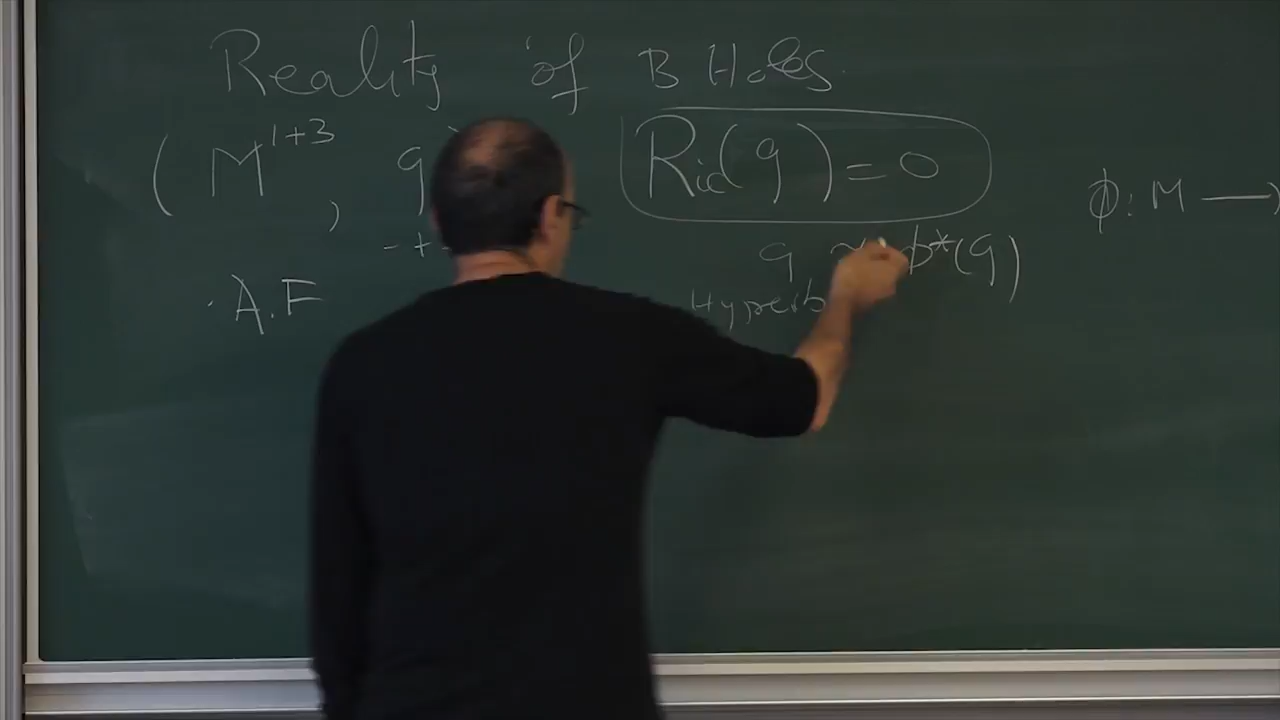 Reality of B Holes.
( M^{1+3}, g ) Ric(g) = 0
-+ g ~ ϕ*(g) ϕ: M →
· A.F Hyperb